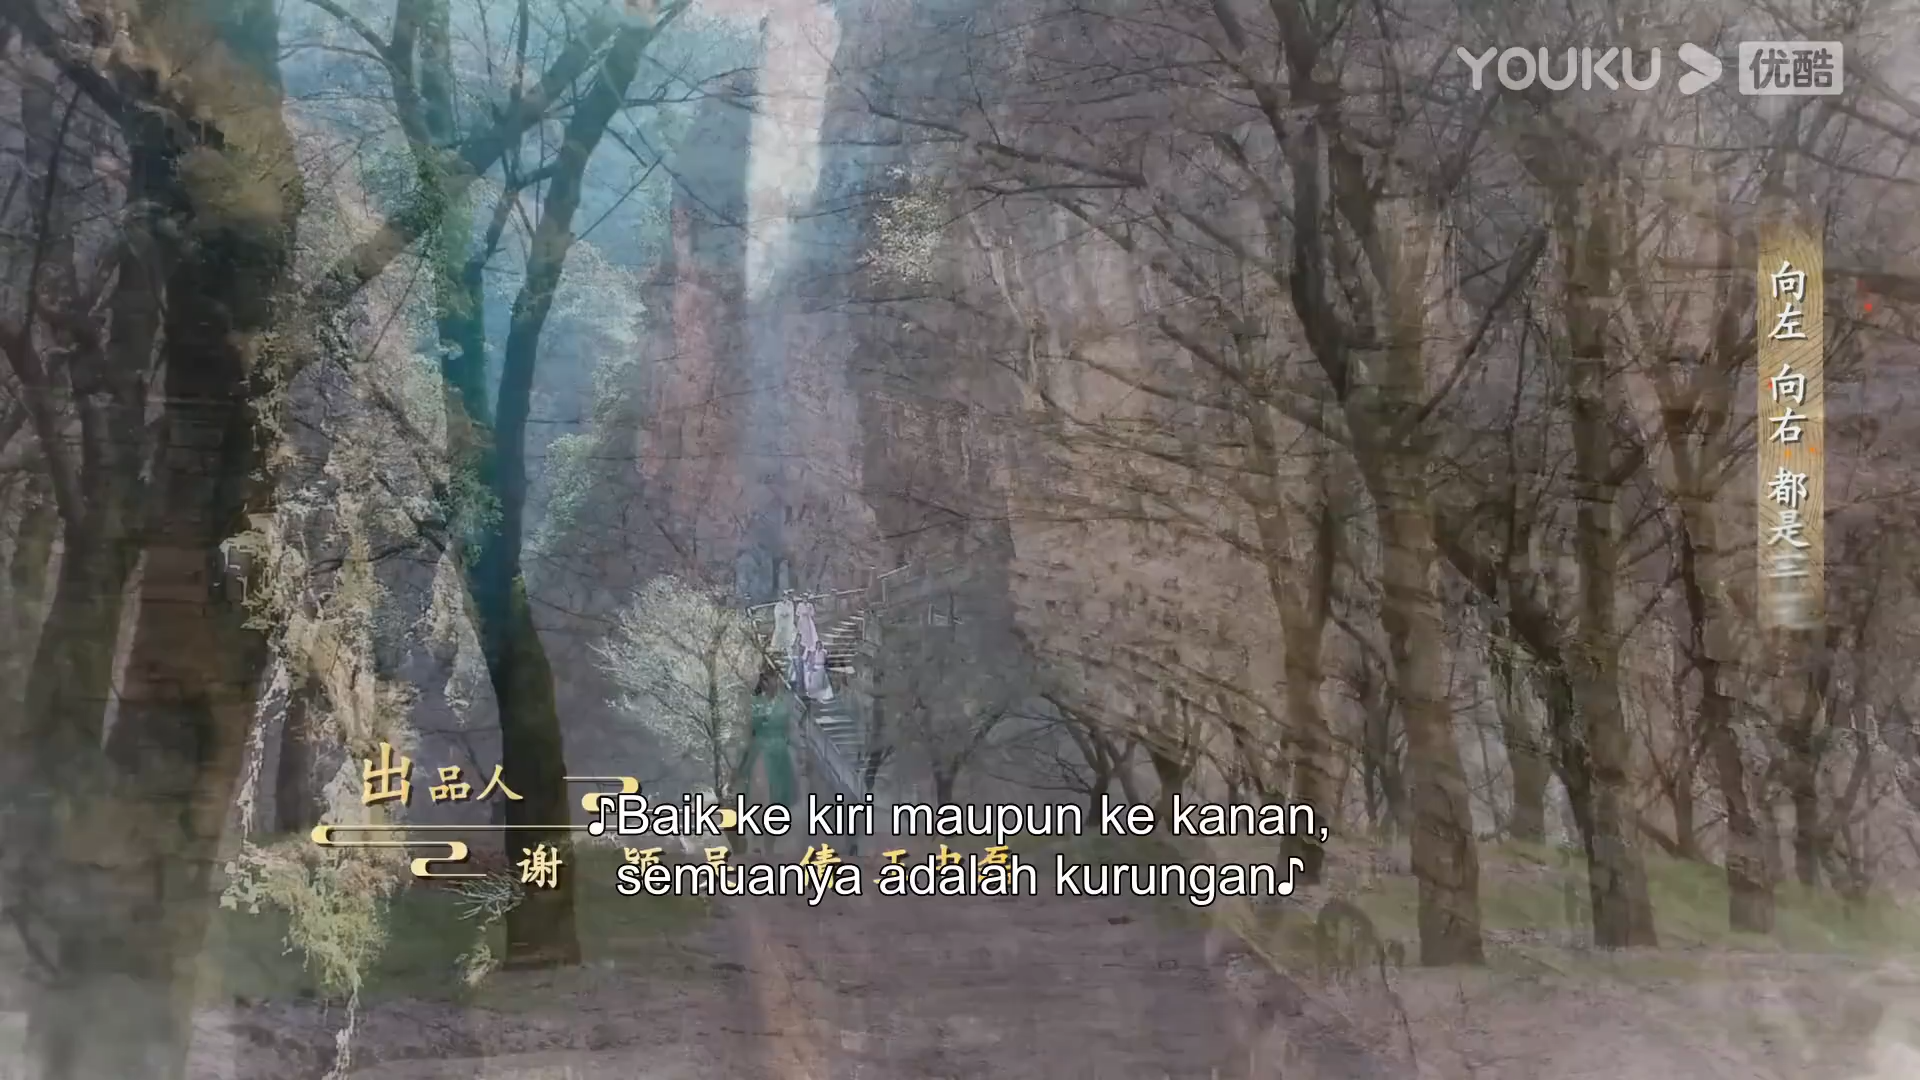 YOUKU 优酷
向左 向右 都是
出品人
♪Baik ke kiri maupun ke kanan,
谢
semuanya adalah kurungan♪